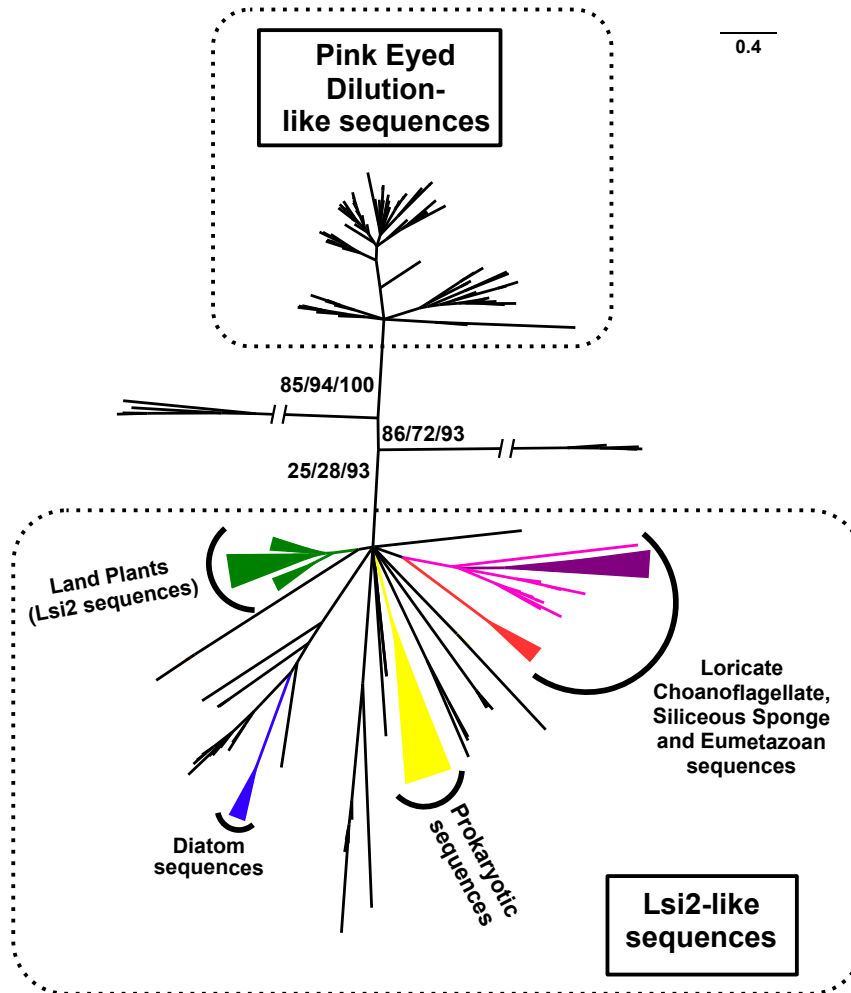 Pink Eyed
Dilution-
like sequences
0.4
85/94/100
86/72/93
25/28/93
Land Plants
(Lsi2 sequences)
Loricate
Choanoflagellate,
Siliceous Sponge
and Eumetazoan
sequences
Diatom
sequences
Prokaryotic
sequences
Lsi2-like
sequences